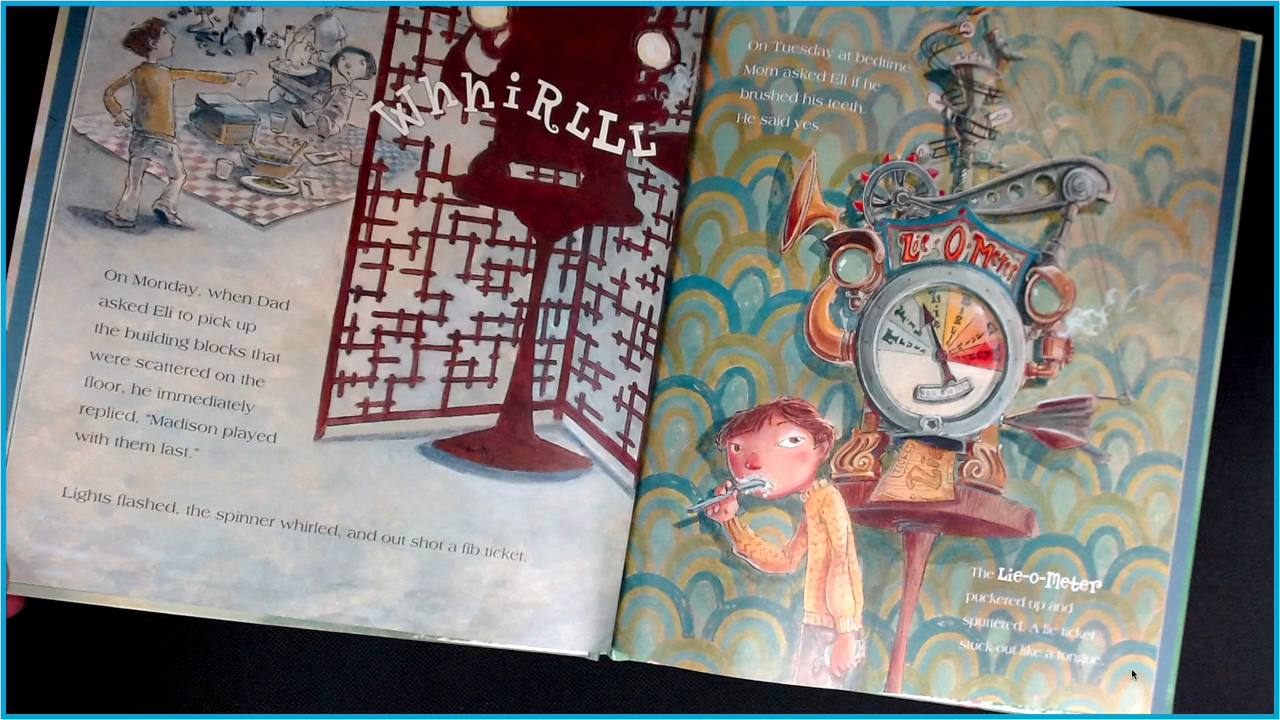 WhhiRLLL
On Monday, when Dad
asked Eli to pick up
the building blocks that
were scattered on the
floor, he immediately
replied, “Madison played
with them last.”
Lights flashed, the spinner whirled, and out shot a fib ticket.
On Tuesday at bedtime
Mom asked Eli if he
brushed his teeth.
He said yes.
Lie-O-Meter
Lie
The Lie-o-Meter
puckered up and
sputtered. A lie ticket
stuck out like a tongue.